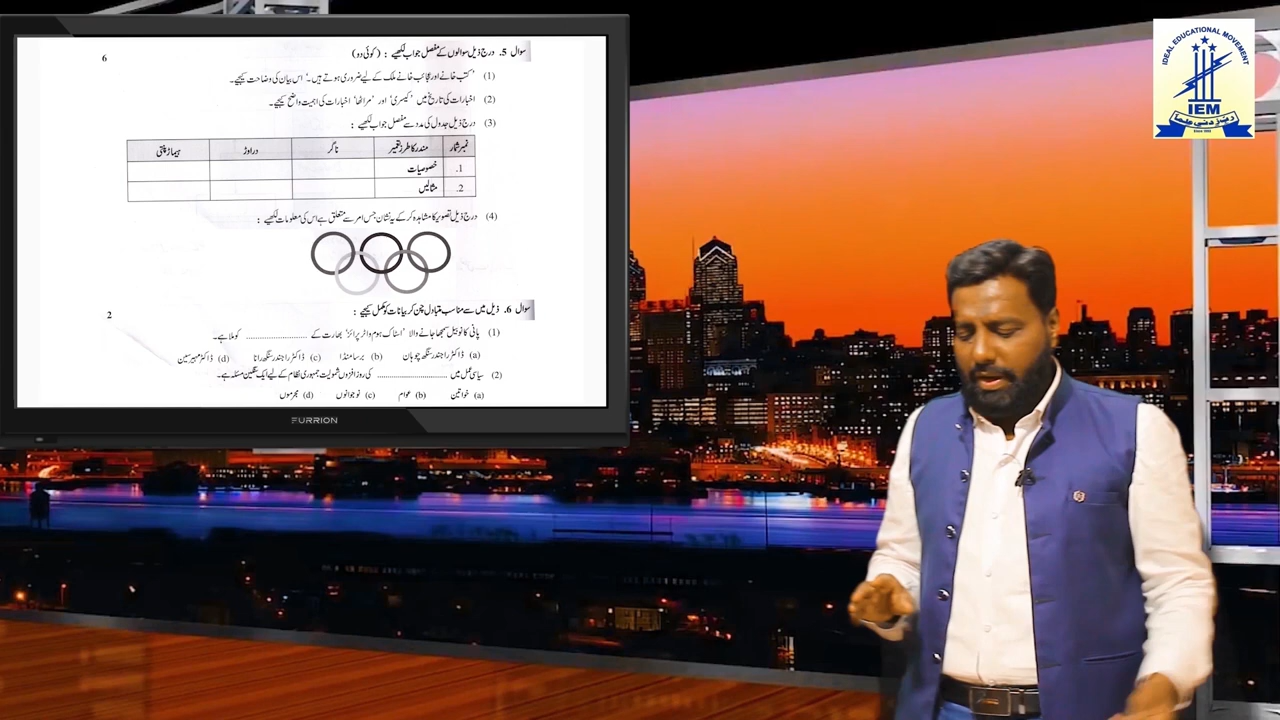 سوال 5. درج ذیل سوالوں کے مفصل جواب لکھیے : (کوئی دو) 6
(1) 'کتب خانے اور عجائب خانے ملک کے لیے ضروری ہوتے ہیں۔' اس بیان کی وضاحت کیجیے۔
(2) اخبارات کی تاریخ میں 'کیسری' اور 'مراٹھا' اخبارات کی اہمیت واضح کیجیے۔
(3) درج ذیل جدول کی مدد سے مفصل جواب لکھیے :
نمبر شمار مندر کا طرز تعمیر ناگر دراوڑ ہیماڑپنتی
1. خصوصیات
2. مثالیں
(4) درج ذیل تصویر کا مشاہدہ کر کے یہ نشان جس امر سے متعلق ہے اس کی معلومات لکھیے :
سوال 6. ذیل میں سے مناسب متبادل چن کر بیانات کو مکمل کیجیے : 2
(1) پانی کا نوبیل سمجھا جانے والا 'اسٹاک ہوم واٹر پرائز' بھارت کے .......................... کو ملا ہے۔
(a) ڈاکٹر راجندر سنگھ چوہان (b) برسا منڈا (c) ڈاکٹر راجندر سنگھ رانا (d)
(2) سیاسی عمل میں .......................... کی روز افزوں شمولیت جمہوری نظام کے لیے ایک سنگین مسئلہ ہے۔
(a) خواتین (b) عوام (c) نوجوانوں (d) مجرموں
FURRION
IDEAL EDUCATIONAL MOVEMENT
IEM
رب زدنی علما